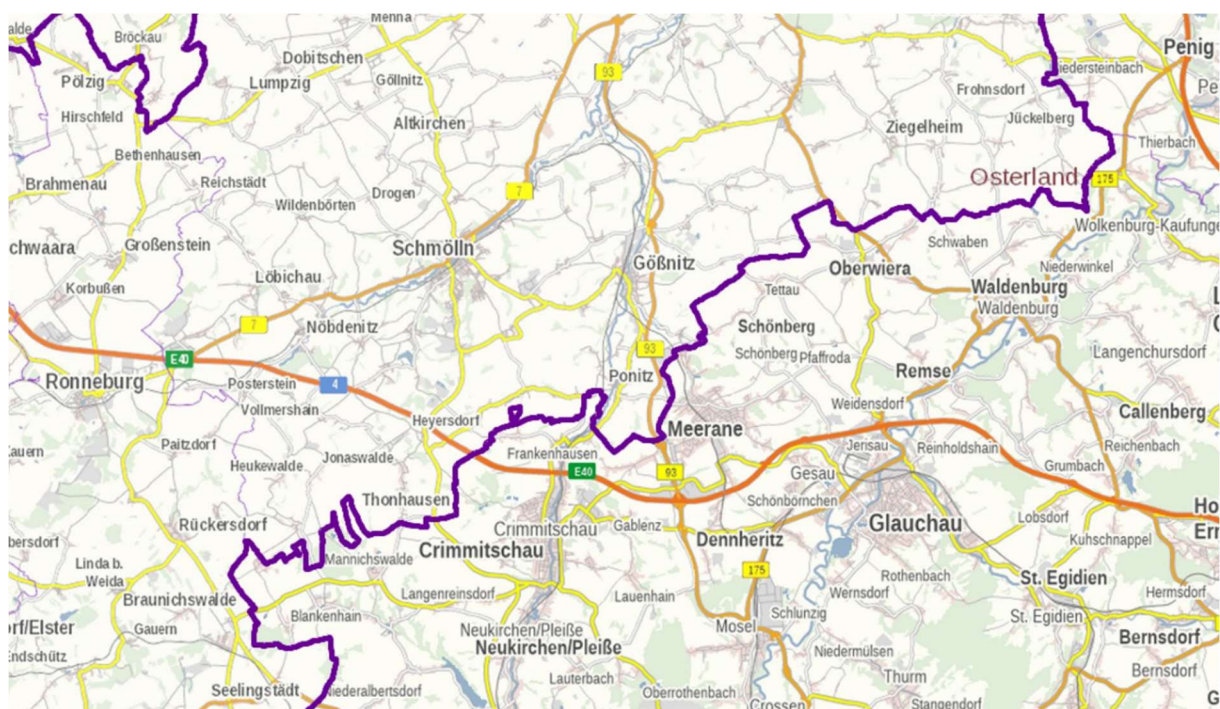 Menna
Bröckau
Dobitschen
93
Penig
Pölzig
Lumpzig
Göllnitz
Frohnsdorf
Hirschfeld
Altkirchen
Ziegelheim
Jückelberg
Thierbach
Bethenhausen
Brahmenau
Reichstädt
Drogen
7
Osterland
175
Wildenbörten
Großenstein
Schmölln
Wolkenburg-Kaufunge
Schwaben
Gößnitz
Oberwiera
Niederwinkel
Löbichau
Korbußen
Tettau
Waldenburg
Waldenburg
7
Nöbdenitz
Schönberg
E40
93
Schönberg
Pfaffroda
Langenchursdorf
Ronneburg
Posterstein
4
Ponitz
Remse
Vollmershain
Weidensdorf
Callenberg
Heyersdorf
Meerane
Paitzdorf
Jerisau
Reinholdshain
Reichenbach
Frankenhausen
Heukewalde
Jonaswalde
E40
93
Gesau
Grumbach
Thonhausen
Schönbörnchen
Rückersdorf
Crimmitschau
Gablenz
Glauchau
Lobsdorf
Dennheritz
Kuhschnappel
Crimmitschau
Mannichswalde
Linda b.
Weida
175
Rothenbach
St. Egidien
Braunichswalde
Langenreinsdorf
Lauenhain
Wernsdorf
Hermsdorf
Blankenhain
Schlunzig
St. Egidien
Gauern
Neukirchen/Pleiße
Mosel
Bernsdorf
Neukirchen/Pleiße
Niedermülsen
Lauterbach
Bernsdorf
Thurm
Seelingstädt
Oberrothenbach
Crossen
Stangendorf